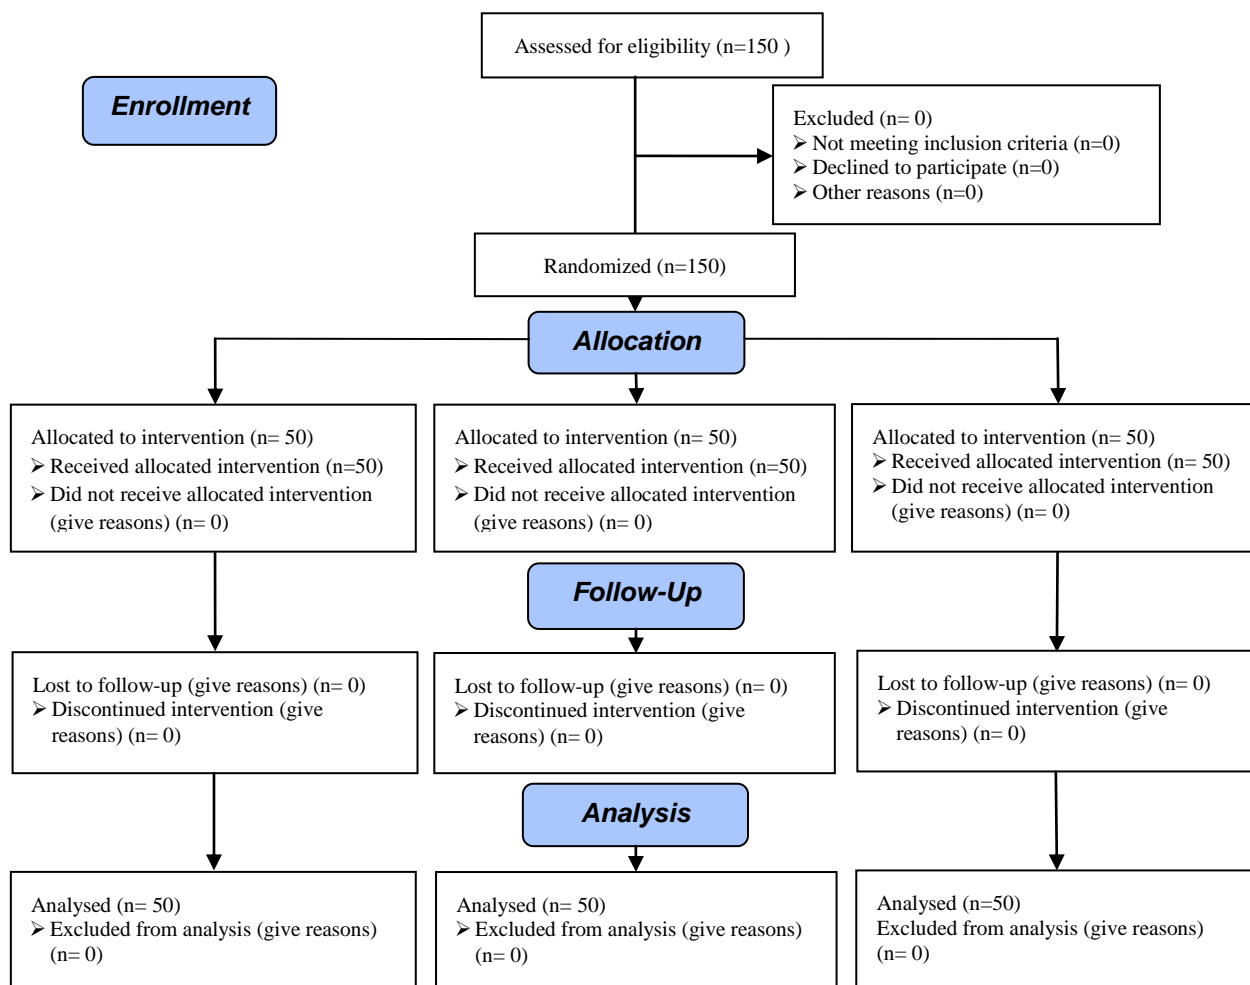 Assessed for eligibility (n=150 )
Enrollment
Excluded (n= 0)
➢ Not meeting inclusion criteria (n=0)
➢ Declined to participate (n=0)
➢ Other reasons (n=0)
Randomized (n=150)
Allocation
Allocated to intervention (n= 50)
➢ Received allocated intervention (n=50)
➢ Did not receive allocated intervention
(give reasons) (n= 0)
Allocated to intervention (n= 50)
➢ Received allocated intervention (n=50)
➢ Did not receive allocated intervention
(give reasons) (n= 0)
Allocated to intervention (n= 50)
➢ Received allocated intervention (n= 50)
➢ Did not receive allocated intervention
(give reasons) (n= 0)
Follow-Up
Lost to follow-up (give reasons) (n= 0)
➢ Discontinued intervention (give
reasons) (n= 0)
Lost to follow-up (give reasons) (n= 0)
➢ Discontinued intervention (give
reasons) (n= 0)
Lost to follow-up (give reasons) (n= 0)
➢ Discontinued intervention (give
reasons) (n= 0)
Analysis
Analysed (n= 50)
➢ Excluded from analysis (give reasons)
(n= 0)
Analysed (n= 50)
➢ Excluded from analysis (give reasons)
(n= 0)
Analysed (n=50)
Excluded from analysis (give reasons)
(n= 0)